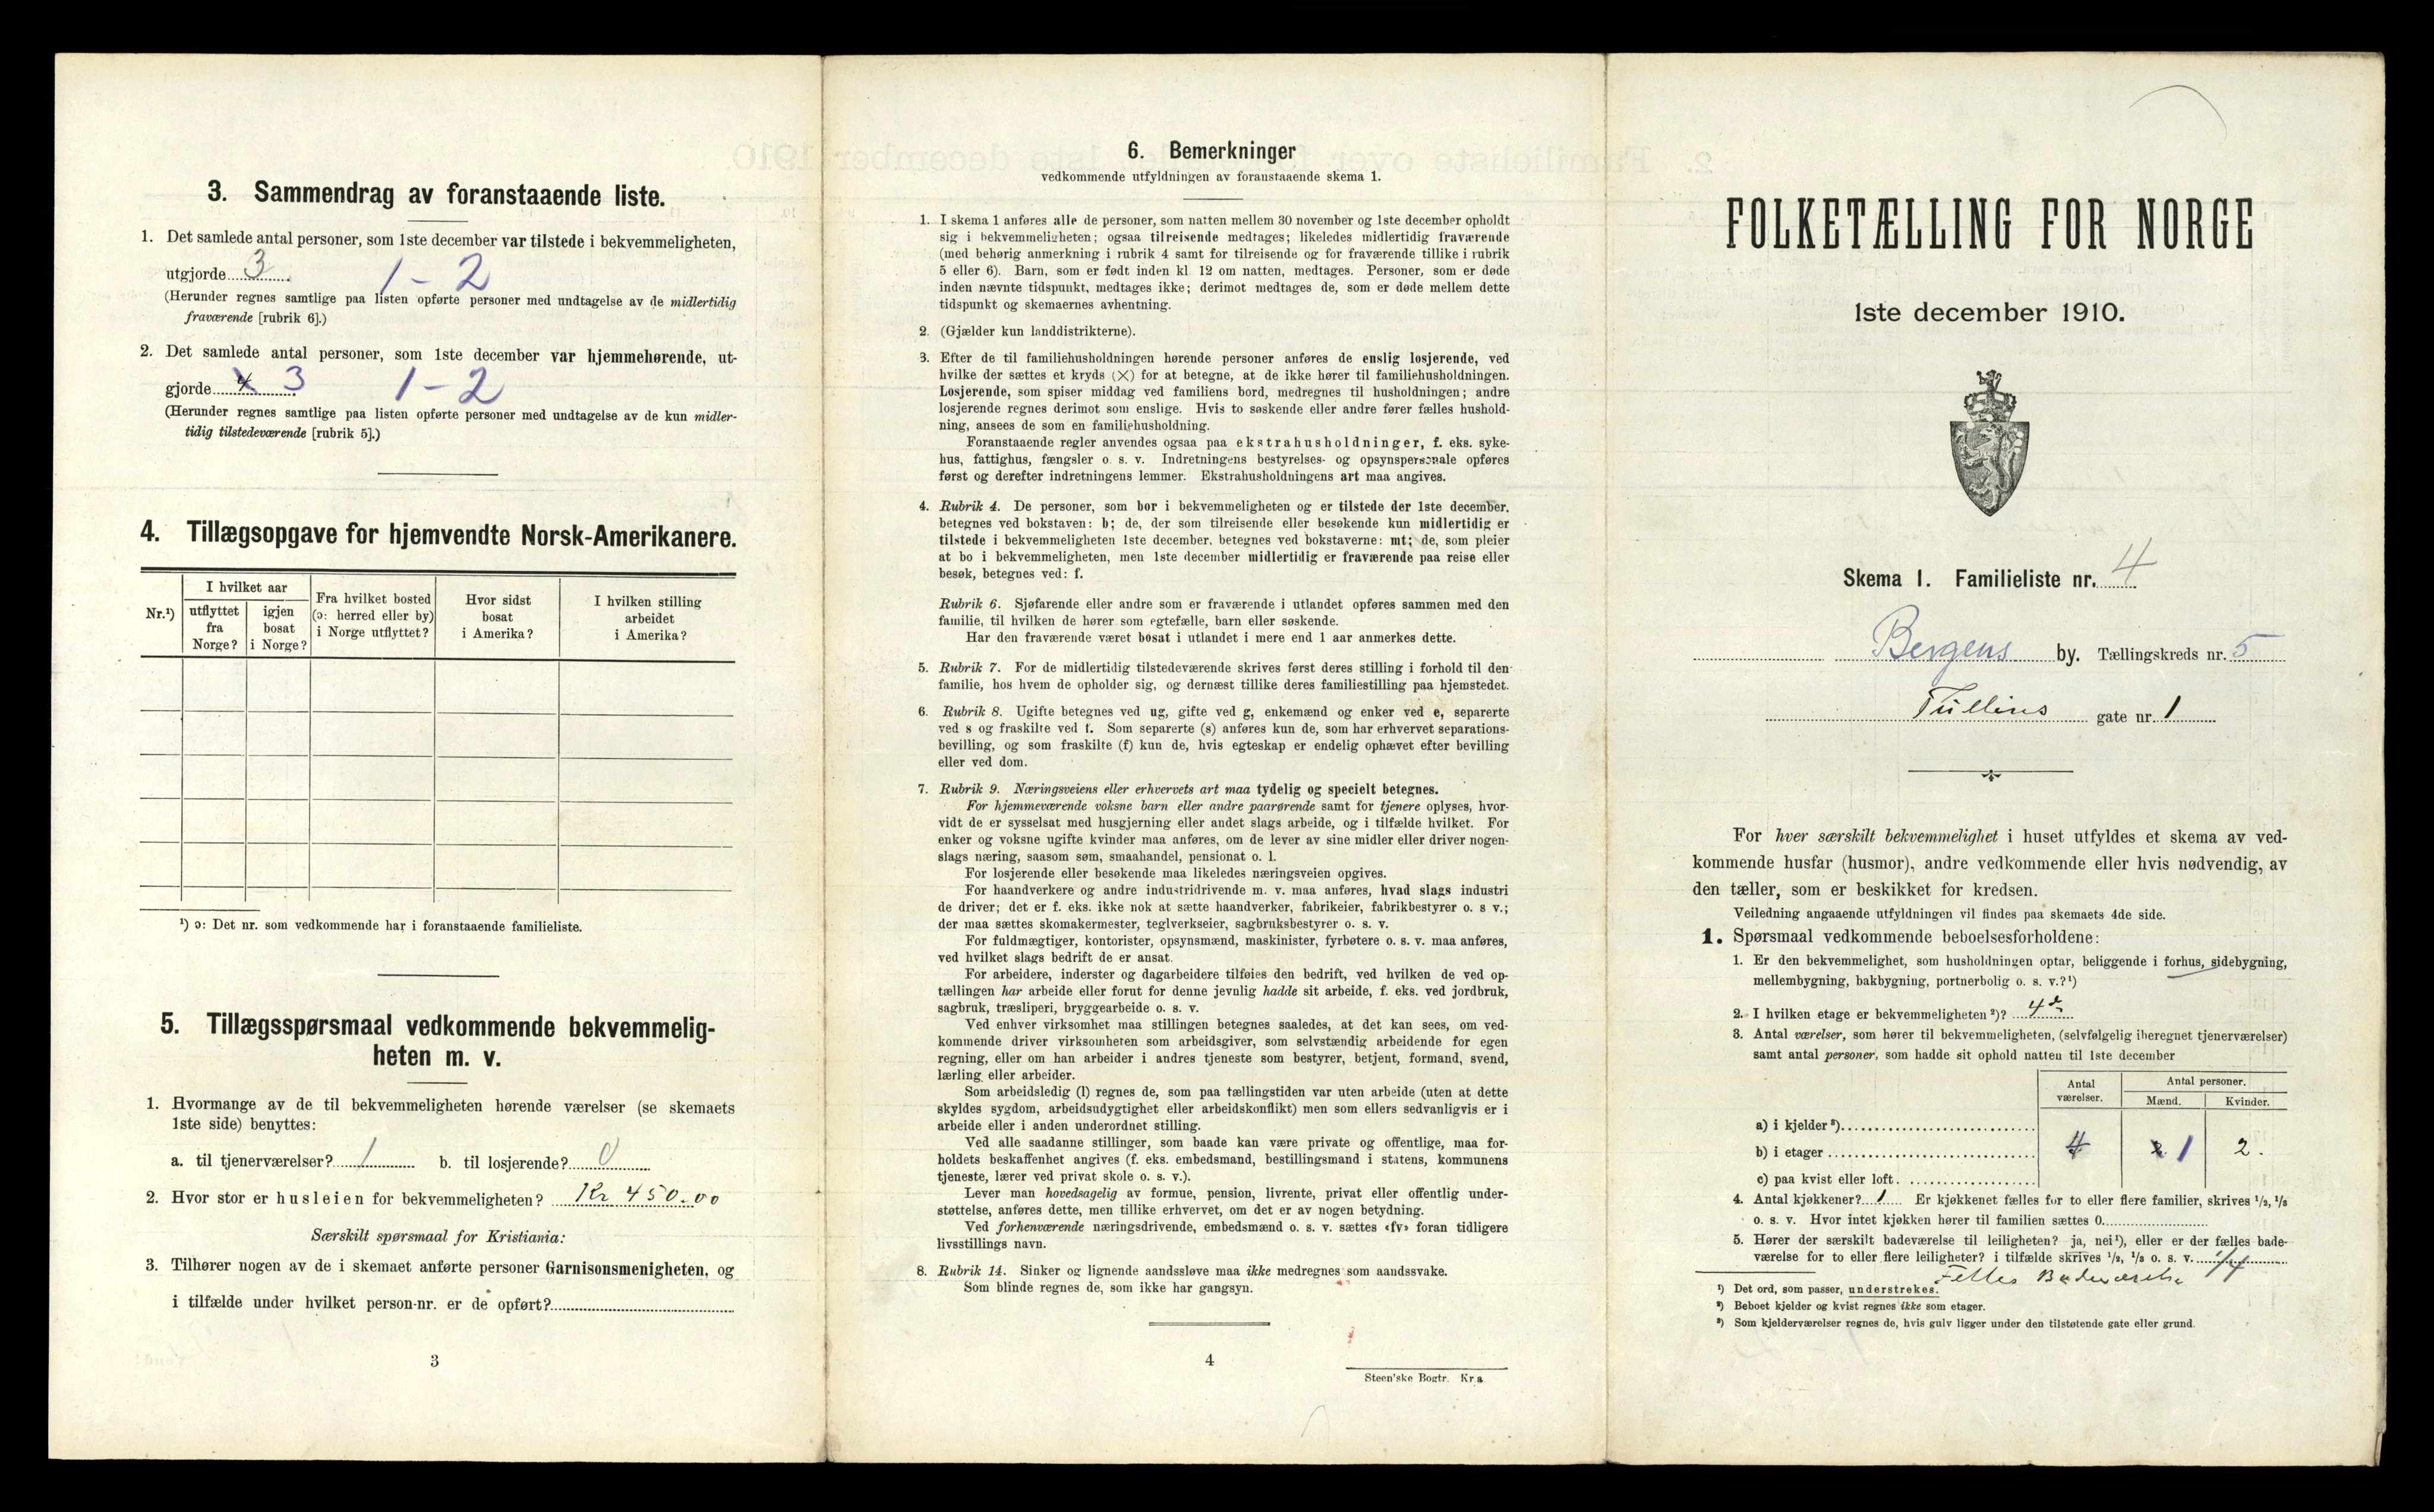 3. Sammendrag av foranstaaende liste.
1. Det samlede antal personer, som 1ste december var tilstede i bekvemmeligheten,
utgjorde 3 1 - 2
(Herunder regnes samtlige paa listen opførte personer med undtagelse av de midlertidig
fraværende [rubrik 6].)
2. Det samlede antal personer, som 1ste december var hjemmehørende, ut-
gjorde 4 3 1 - 2
(Herunder regnes samtlige paa listen opførte personer med undtagelse av de kun midler-
tidig tilstedeværende [rubrik 5].)
4. Tillægsopgave for hjemvendte Norsk-Amerikanere.
Nr.¹)
I hvilket aar
utflyttet
fra
Norge?
igjen
bosat
i Norge?
Fra hvilket bosted
(ɔ: herred eller by)
i Norge utflyttet?
Hvor sidst
bosat
i Amerika?
I hvilken stilling
arbeidet
i Amerika?
¹) ɔ: Det nr. som vedkommende har i foranstaaende familieliste.
5. Tillægsspørsmaal vedkommende bekvemmelig-
heten m. v.
1. Hvormange av de til bekvemmeligheten hørende værelser (se skemaets
1ste side) benyttes:
a. til tjenerværelser? 1 b. til losjerende? 0
2. Hvor stor er husleien for bekvemmeligheten? Kr 450.00
Særskilt spørsmaal for Kristiania:
3. Tilhører nogen av de i skemaet anførte personer Garnisonsmenigheten, og
i tilfælde under hvilket person-nr. er de opført?
3
6. Bemerkninger
vedkommende utfyldningen av foranstaaende skema 1.
1. I skema 1 anføres alle de personer, som natten mellem 30 november og 1ste december opholdt
sig i bekvemmeligheten; ogsaa tilreisende medtages; likeledes midlertidig fraværende
(med behørig anmerkning i rubrik 4 samt for tilreisende og for fraværende tillike i rubrik
5 eller 6). Barn, som er født inden kl. 12 om natten, medtages. Personer, som er døde
inden nævnte tidspunkt, medtages ikke; derimot medtages de, som er døde mellem dette
tidspunkt og skemaernes avhentning.
2. (Gjælder kun landdistrikterne).
3. Efter de til familiehusholdningen hørende personer anføres de enslig losjerende, ved
hvilke der sættes et kryds (×) for at betegne, at de ikke hører til familiehusholdningen.
Losjerende, som spiser middag ved familiens bord, medregnes til husholdningen; andre
losjerende regnes derimot som enslige. Hvis to søskende eller andre fører fælles hushold-
ning, ansees de som en familiehusholdning.
Foranstaaende regler anvendes ogsaa paa ekstrahusholdninger, f. eks. syke-
hus, fattighus, fængsler o. s. v. Indretningens bestyrelses- og opsynspersonale opføres
først og derefter indretningens lemmer. Ekstrahusholdningens art maa angives.
4. Rubrik 4. De personer, som bor i bekvemmeligheten og er tilstede der 1ste december,
betegnes ved bokstaven: b; de, der som tilreisende eller besøkende kun midlertidig er
tilstede i bekvemmeligheten 1ste december, betegnes ved bokstaverne: mt; de, som pleier
at bo i bekvemmeligheten, men 1ste december midlertidig er fraværende paa reise eller
besøk, betegnes ved: f.
Rubrik 6. Sjøfarende eller andre som er fraværende i utlandet opføres sammen med den
familie, til hvilken de hører som egtefælle, barn eller søskende.
Har den fraværende været bosat i utlandet i mere end 1 aar anmerkes dette.
5. Rubrik 7. For de midlertidig tilstedeværende skrives først deres stilling i forhold til den
familie, hos hvem de opholder sig, og dernæst tillike deres familiestilling paa hjemstedet.
6. Rubrik 8. Ugifte betegnes ved ug, gifte ved g, enkemænd og enker ved e, separerte
ved s og fraskilte ved f. Som separerte (s) anføres kun de, som har erhvervet separations-
bevilling, og som fraskilte (f) kun de, hvis egteskap er endelig ophævet efter bevilling
eller ved dom.
7. Rubrik 9. Næringsveiens eller erhvervets art maa tydelig og specielt betegnes.
For hjemmeværende voksne barn eller andre paarørende samt for tjenere oplyses, hvor-
vidt de er sysselsat med husgjerning eller andet slags arbeide, og i tilfælde hvilket. For
enker og voksne ugifte kvinder maa anføres, om de lever av sine midler eller driver nogen-
slags næring, saasom søm, smaahandel, pensionat o. l.
For losjerende eller besøkende maa likeledes næringsveien opgives.
For haandverkere og andre industridrivende m. v. maa anføres, hvad slags industri
de driver; det er f. eks. ikke nok at sætte haandverker, fabrikeier, fabrikbestyrer o. s. v.;
der maa sættes skomakermester, teglverkseier, sagbruksbestyrer o. s. v.
For fuldmægtiger, kontorister, opsynsmænd, maskinister, fyrbøtere o. s. v. maa anføres,
ved hvilket slags bedrift de er ansat.
For arbeidere, inderster og dagarbeidere tilføies den bedrift, ved hvilken de ved op-
tællingen har arbeide eller forut for denne jevnlig hadde sit arbeide, f. eks. ved jordbruk,
sagbruk, træsliperi, bryggearbeide o. s. v.
Ved enhver virksomhet maa stillingen betegnes saaledes, at det kan sees, om ved-
kommende driver virksomheten som arbeidsgiver, som selvstændig arbeidende for egen
regning, eller om han arbeider i andres tjeneste som bestyrer, betjent, formand, svend,
lærling eller arbeider.
Som arbeidsledig (l) regnes de, som paa tællingstiden var uten arbeide (uten at dette
skyldes sygdom, arbeidsudygtighet eller arbeidskonflikt) men som ellers sedvanligvis er i
arbeide eller i anden underordnet stilling.
Ved alle saadanne stillinger, som baade kan være private og offentlige, maa for-
holdets beskaffenhet angives (f. eks. embedsmand, bestillingsmand i statens, kommunens
tjeneste, lærer ved privat skole o. s. v.).
Lever man hovedsagelig av formue, pension, livrente, privat eller offentlig under-
støttelse, anføres dette, men tillike erhvervet, om det er av nogen betydning.
Ved forhenværende næringsdrivende, embedsmænd o. s. v. sættes «fv» foran tidligere
livsstillings navn.
8. Rubrik 14. Sinker og lignende aandssløve maa ikke medregnes som aandssvake.
Som blinde regnes de, som ikke har gangsyn.
4
Steen'ske Bogtr. Kr a
FOLKETÆLLING FOR NORGE
1ste december 1910.
Skema 1. Familieliste nr. 4
Bergens by. Tællingskreds nr. 5
Tullins gate nr. 1
For hver særskilt bekvemmelighet i huset utfyldes et skema av ved-
kommende husfar (husmor), andre vedkommende eller hvis nødvendig, av
den tæller, som er beskikket for kredsen.
Veiledning angaaende utfyldningen vil findes paa skemaets 4de side.
1. Spørsmaal vedkommende beboelsesforholdene:
1. Er den bekvemmelighet, som husholdningen optar, beliggende i forhus, sidebygning,
mellembygning, bakbygning, portnerbolig o. s. v.?¹)
2. I hvilken etage er bekvemmeligheten²)? 4de
3. Antal værelser, som hører til bekvemmeligheten, (selvfølgelig iberegnet tjenerværelser)
samt antal personer, som hadde sit ophold natten til 1ste december
Antal
værelser.
Antal personer.
Mænd. Kvinder.
a) i kjelder³)
b) i etager 4 2 1 2.
c) paa kvist eller loft.
4. Antal kjøkkener? 1 Er kjøkkenet fælles for to eller flere familier, skrives ¹/₂, ¹/₃
o. s. v. Hvor intet kjøkken hører til familien sættes 0.
5. Hører der særskilt badeværelse til leiligheten? ja, nei¹), eller er der fælles bade-
værelse for to eller flere leiligheter? i tilfælde skrives ¹/₂, ¹/₃ o. s. v. 1/4
Felles Badeværelse
¹) Det ord, som passer, understrekes.
²) Beboet kjelder og kvist regnes ikke som etager.
³) Som kjelderværelser regnes de, hvis gulv ligger under den tilstøtende gate eller grund.